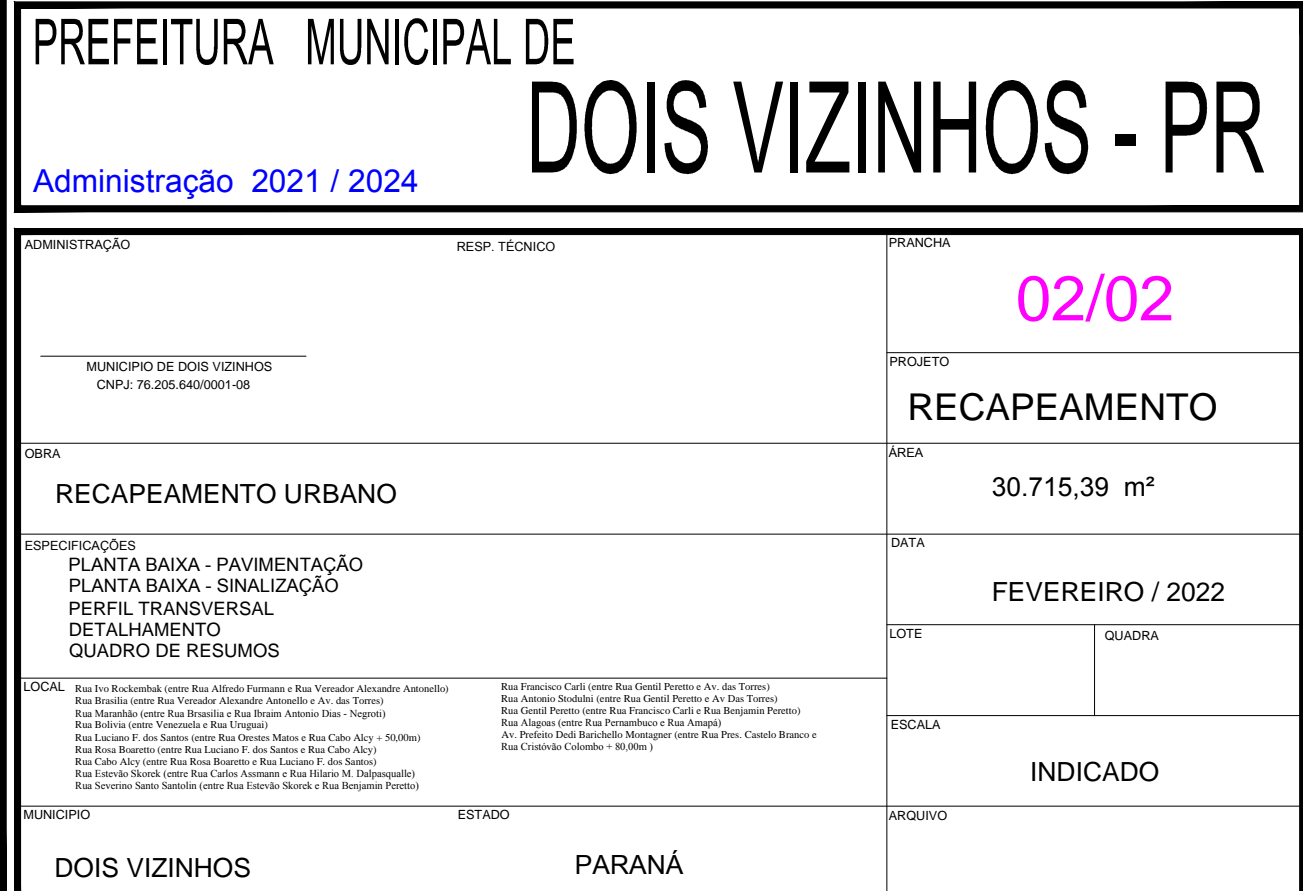 PREFEITURA MUNICIPAL DE
DOIS VIZINHOS - PR
Administração 2021 / 2024
ADMINISTRAÇÃO
RESP. TÉCNICO
MUNICIPIO DE DOIS VIZINHOS
CNPJ: 76.205.640/0001-08
PRANCHA
02/02
PROJETO
RECAPEAMENTO
OBRA
RECAPEAMENTO URBANO
ÁREA
30.715,39 m²
ESPECIFICAÇÕES
PLANTA BAIXA - PAVIMENTAÇÃO
PLANTA BAIXA - SINALIZAÇÃO
PERFIL TRANSVERSAL
DETALHAMENTO
QUADRO DE RESUMOS
DATA
FEVEREIRO / 2022
LOTE
QUADRA
LOCAL
Rua Ivo Rockembak (entre Rua Alfredo Furmann e Rua Vereador Alexandre Antonello)
Rua Brasilia (entre Rua Vereador Alexandre Antonello e Av. das Torres)
Rua Maranhão (entre Rua Brsasilia e Rua Ibraim Antonio Dias - Negroti)
Rua Bolivia (entre Venezuela e Rua Uruguai)
Rua Luciano F. dos Santos (entre Rua Orestes Matos e Rua Cabo Alcy + 50,00m)
Rua Rosa Boaretto (entre Rua Luciano F. dos Santos e Rua Cabo Alcy)
Rua Cabo Alcy (entre Rua Rosa Boaretto e Rua Luciano F. dos Santos)
Rua Estevão Skorek (entre Rua Carlos Assmann e Rua Hilario M. Dalpasqualle)
Rua Severino Santo Santolin (entre Rua Estevão Skorek e Rua Benjamin Peretto)
Rua Francisco Carli (entre Rua Gentil Peretto e Av. das Torres)
Rua Antonio Stodulni (entre Rua Gentil Peretto e Av Das Torres)
Rua Gentil Peretto (entre Rua Francisco Carli e Rua Benjamin Peretto)
Rua Alagoas (entre Rua Pernambuco e Rua Amapá)
Av. Prefeito Dedi Barichello Montagner (entre Rua Pres. Castelo Branco e
Rua Cristóvão Colombo + 80,00m )
ESCALA
INDICADO
MUNICIPIO
DOIS VIZINHOS
ESTADO
PARANÁ
ARQUIVO